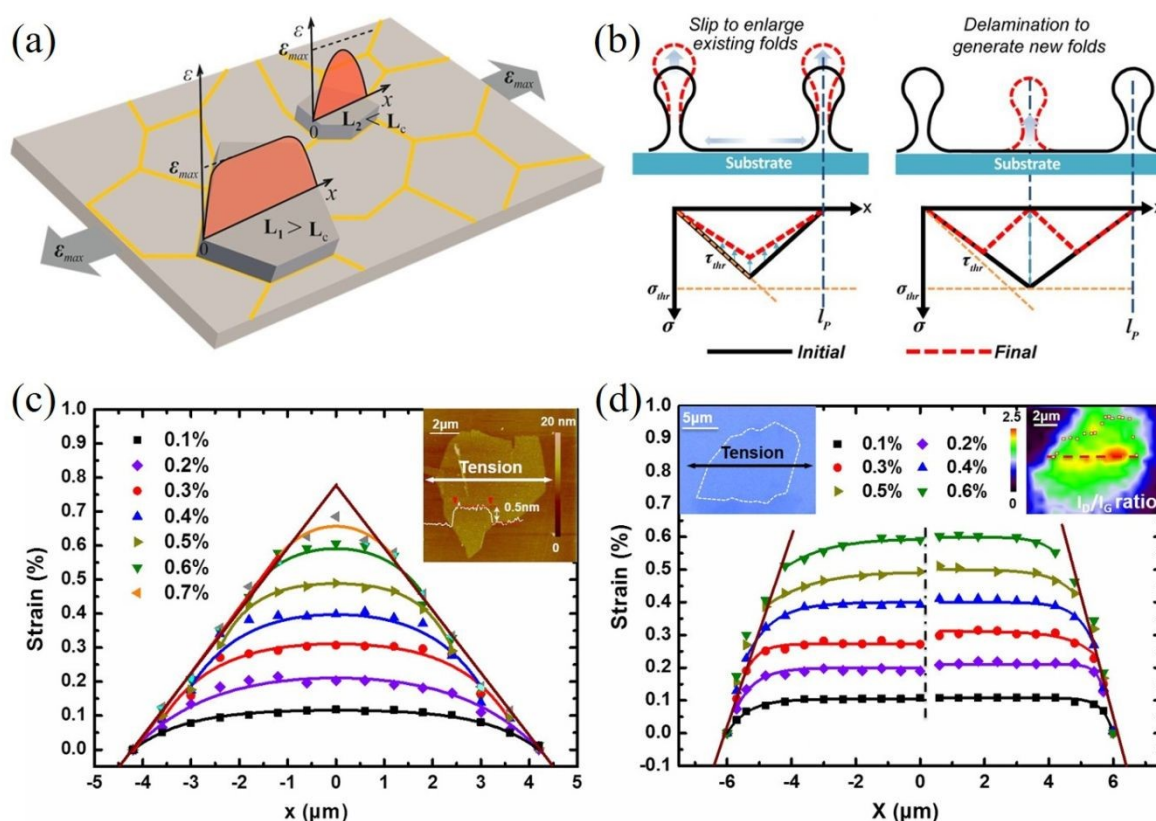 (a)
ε
ε_max
ε
ε_max
x
0
L₂ < L_c
ε_max
x
L₁ > L_c
0
ε_max
(b)
Slip to enlarge
existing folds
Delamination to
generate new folds
Substrate
Substrate
x
τ_thr
τ_thr
σ_thr
σ_thr
σ
l_P
σ
l_P
Initial
Final
(c)
1.0
0.9
0.8
0.7
0.6
0.5
0.4
0.3
0.2
0.1
0.0
Strain (%)
0.1%
0.2%
0.3%
0.4%
0.5%
0.6%
0.7%
2μm
20 nm
Tension
0.5nm
0
-5 -4 -3 -2 -1 0 1 2 3 4 5
x (μm)
(d)
1.0
0.9
0.8
0.7
0.6
0.5
0.4
0.3
0.2
0.1
0.0
-0.1
Strain (%)
5μm
Tension
0.1% 0.2%
0.3% 0.4%
0.5% 0.6%
2.5
2μm
0
I_D/I_G ratio
-6 -4 -2 0 2 4 6
X (μm)